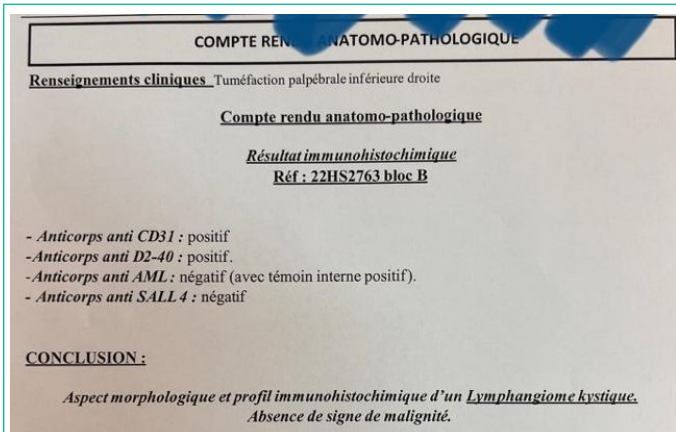 COMPTE REN ANATOMO-PATHOLOGIQUE
Renseignements cliniques Tuméfaction palpébrale inférieure droite
Compte rendu anatomo-pathologique
Résultat immunohistochimique
Réf : 22HS2763 bloc B
- Anticorps anti CD31 : positif
-Anticorps anti D2-40 : positif.
-Anticorps anti AML : négatif (avec témoin interne positif).
- Anticorps anti SALL 4 : négatif
CONCLUSION :
Aspect morphologique et profil immunohistochimique d'un Lymphangiome kystique.
Absence de signe de malignité.